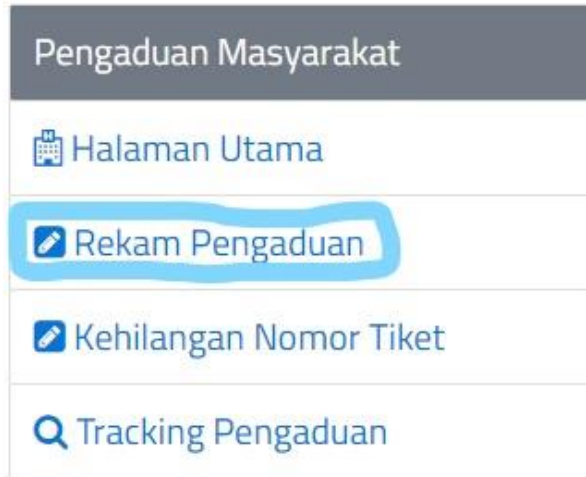 Pengaduan Masyarakat
Halaman Utama
Rekam Pengaduan
Kehilangan Nomor Tiket
Tracking Pengaduan